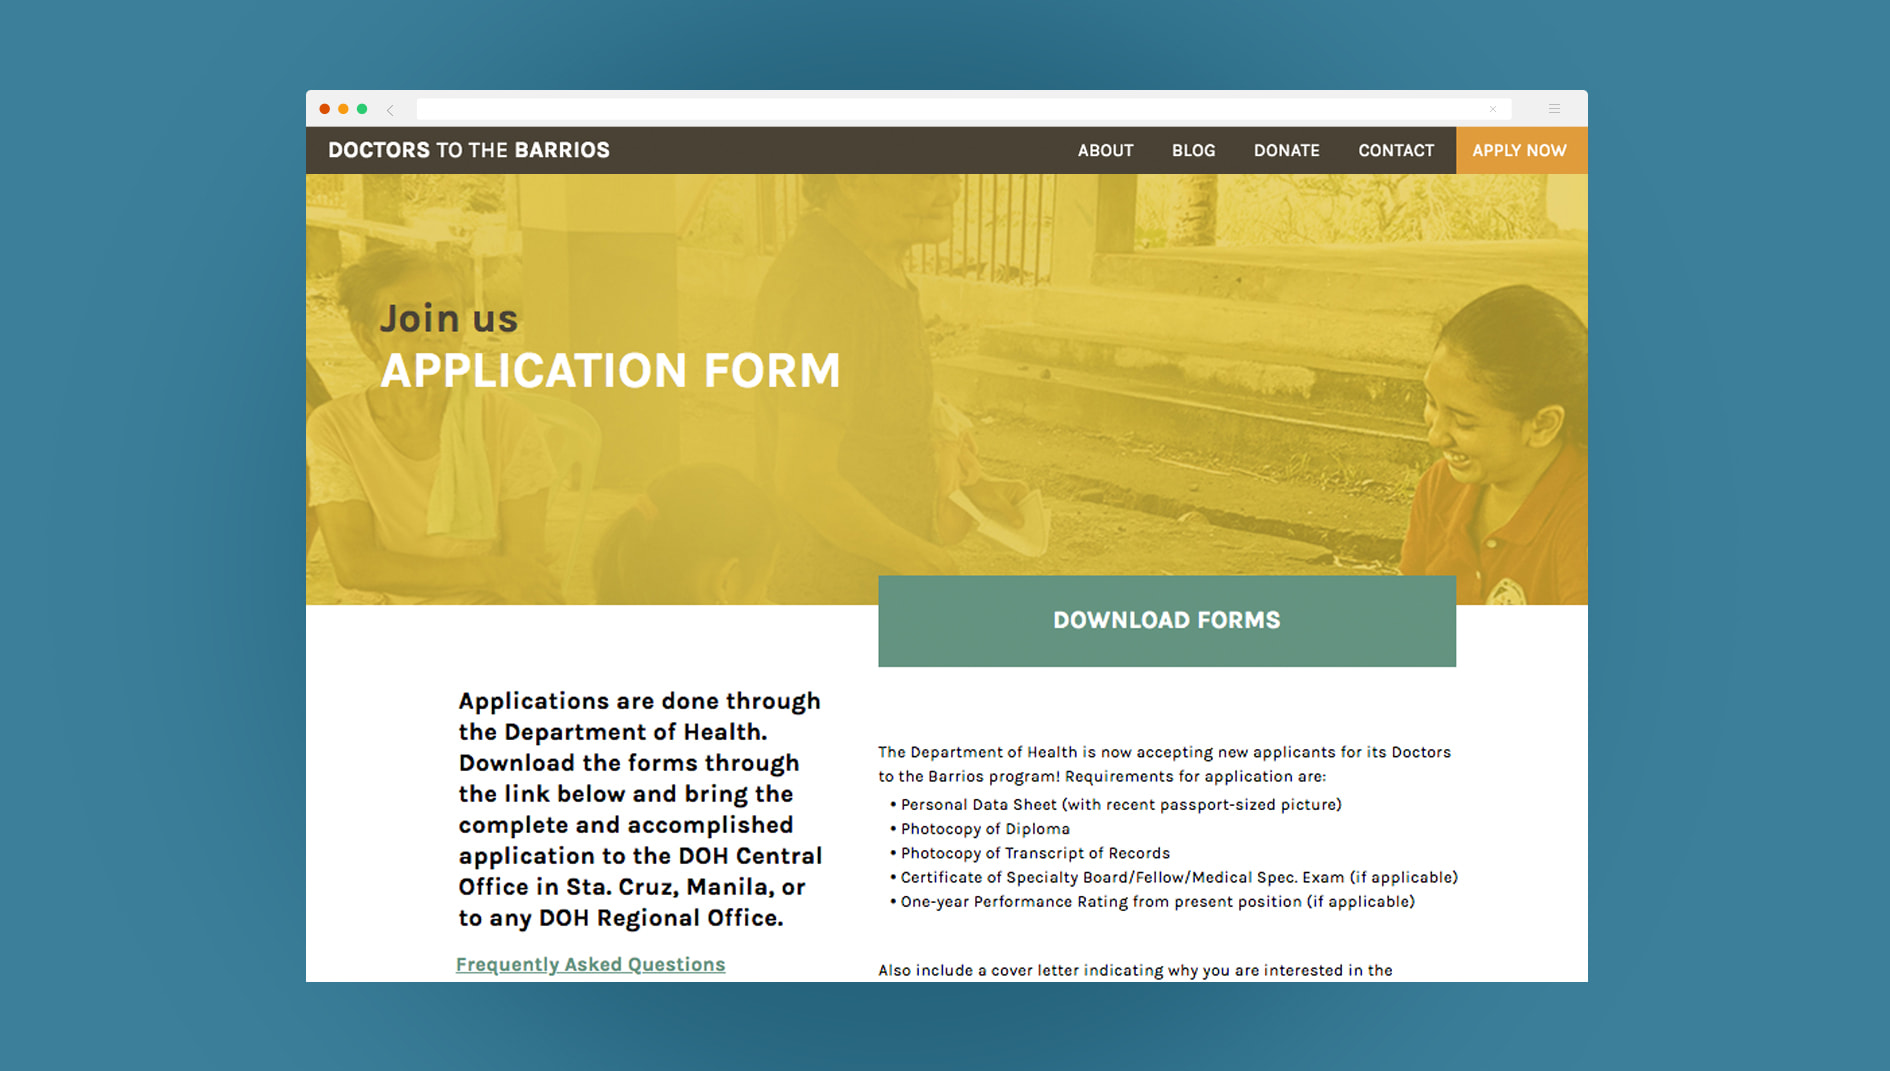 DOCTORS TO THE BARRIOS
ABOUT
BLOG
DONATE
CONTACT
APPLY NOW
Join us
APPLICATION FORM
DOWNLOAD FORMS
Applications are done through
the Department of Health.
Download the forms through
the link below and bring the
complete and accomplished
application to the DOH Central
Office in Sta. Cruz, Manila, or
to any DOH Regional Office.
Frequently Asked Questions
The Department of Health is now accepting new applicants for its Doctors
to the Barrios program! Requirements for application are:
• Personal Data Sheet (with recent passport-sized picture)
• Photocopy of Diploma
• Photocopy of Transcript of Records
• Certificate of Specialty Board/Fellow/Medical Spec. Exam (if applicable)
• One-year Performance Rating from present position (if applicable)
Also include a cover letter indicating why you are interested in the